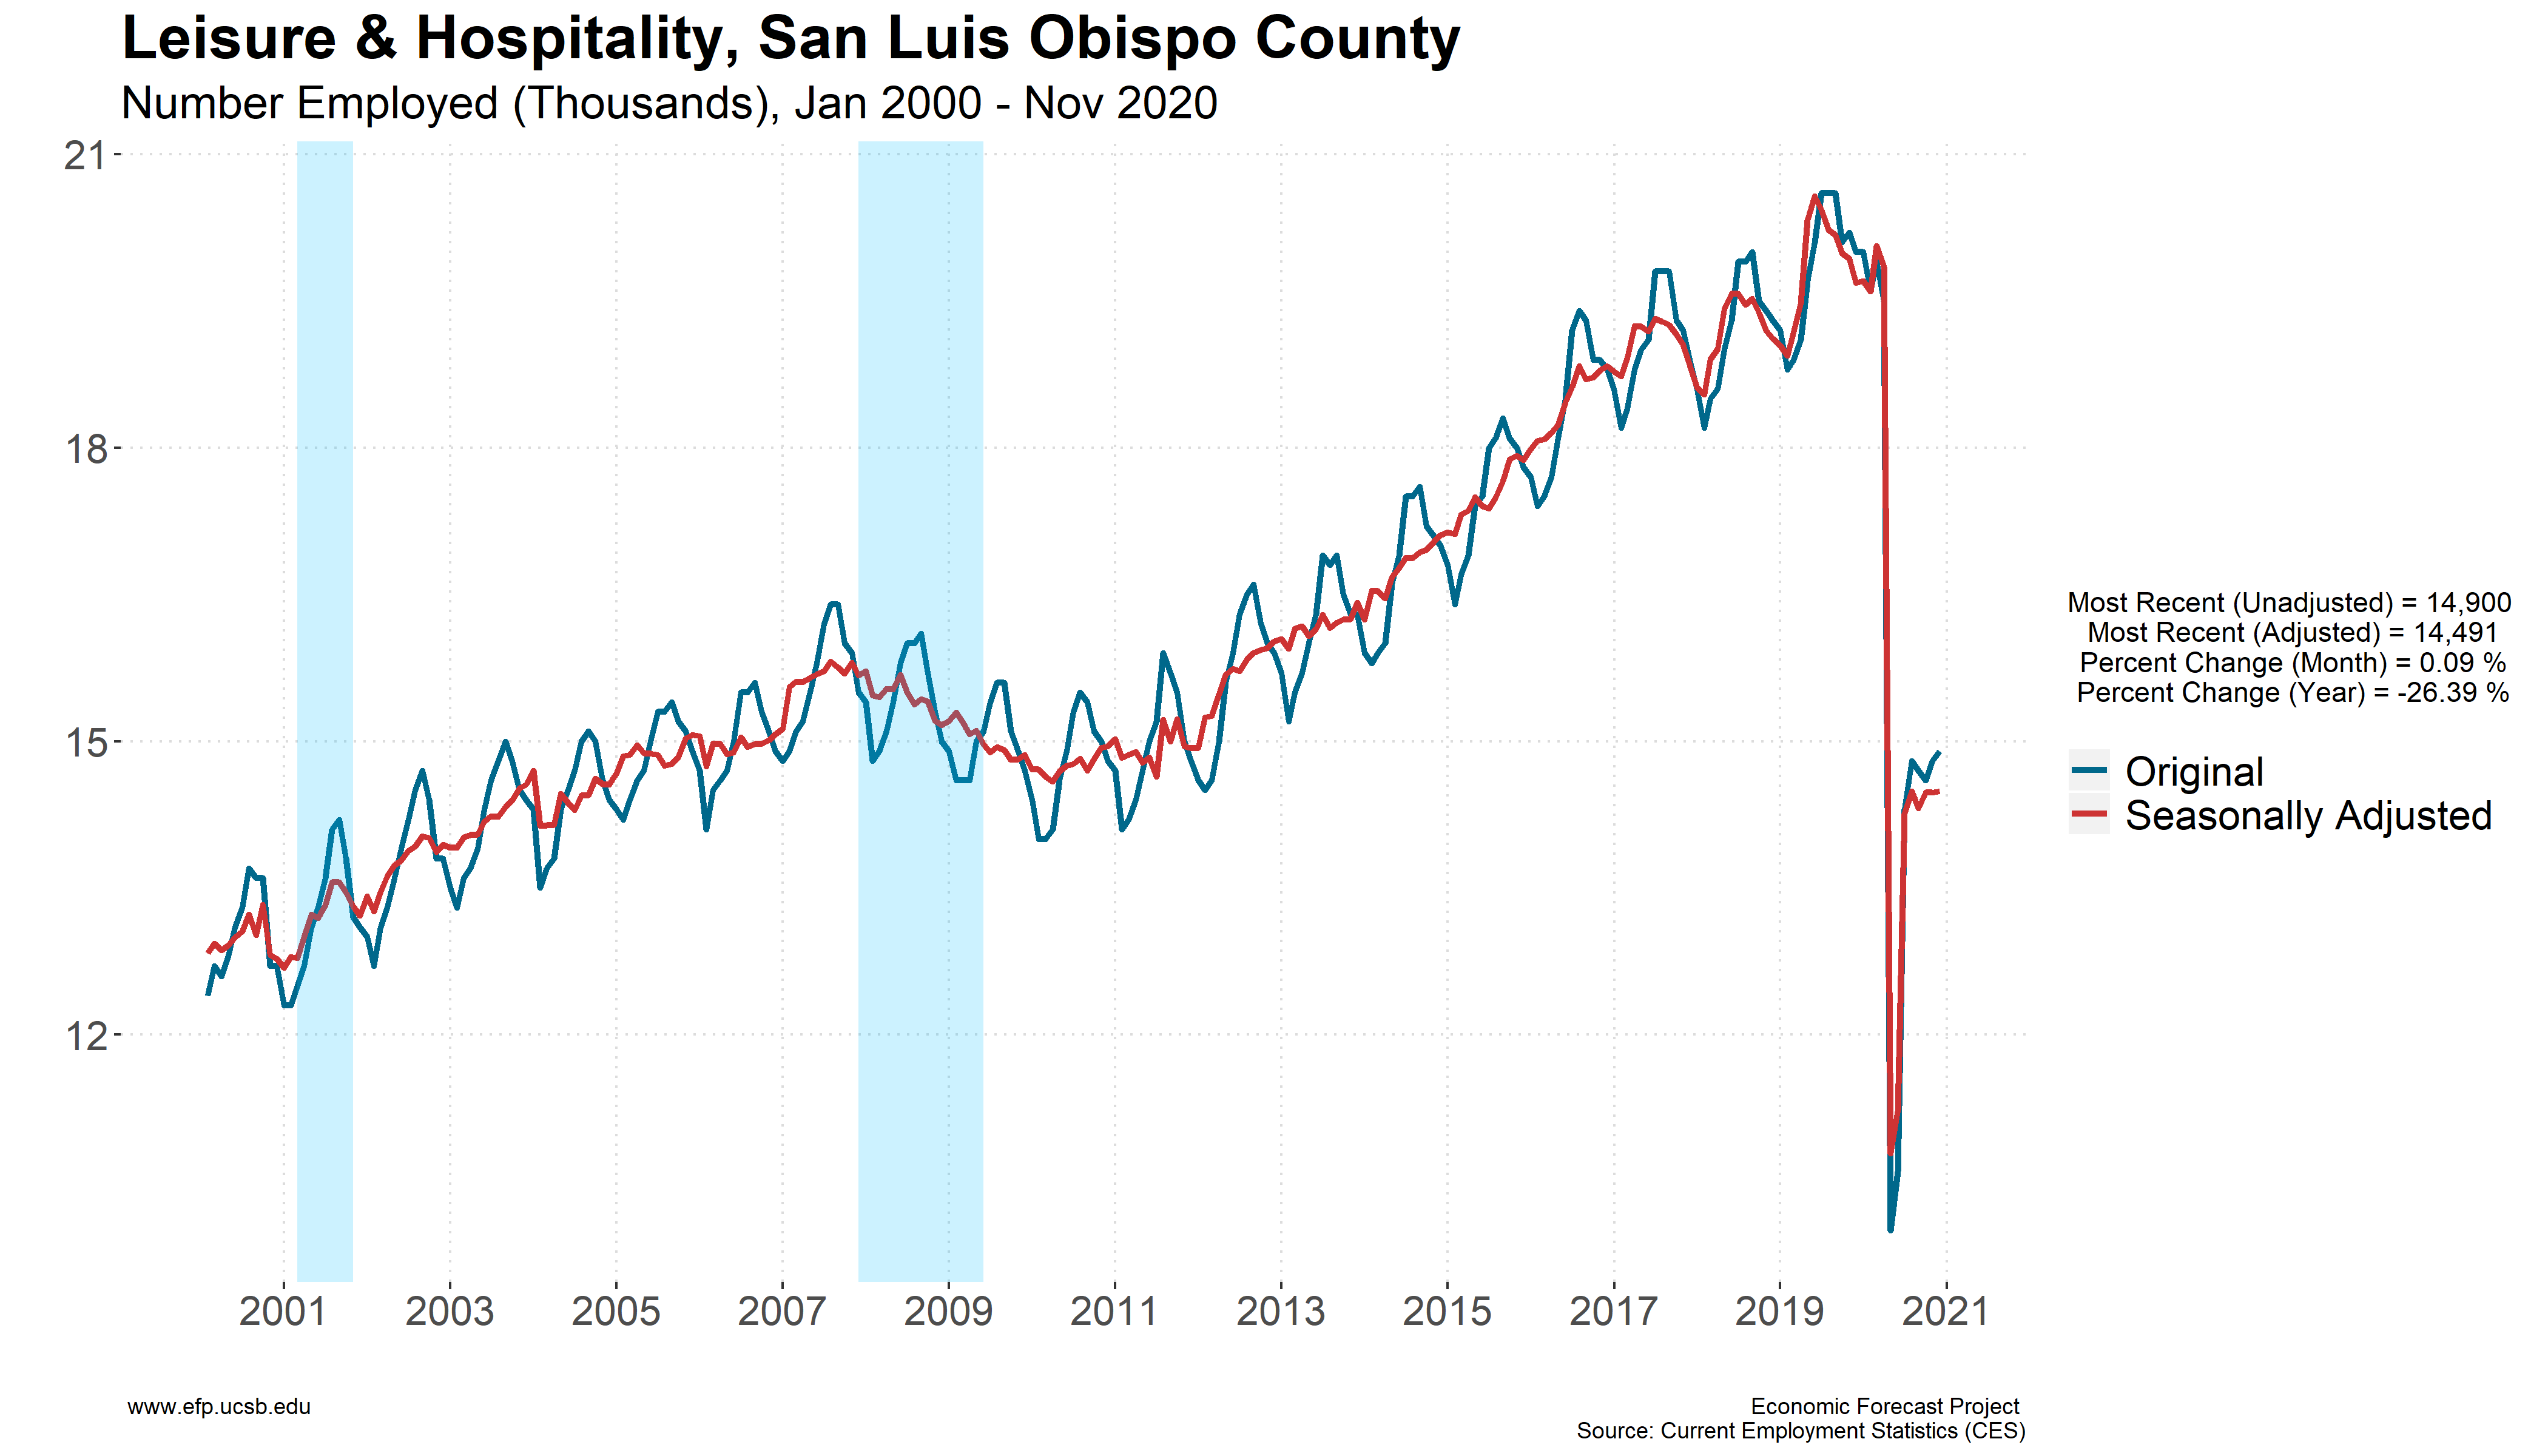 Leisure & Hospitality, San Luis Obispo County
Number Employed (Thousands), Jan 2000 - Nov 2020
21
18
15
12
2001 2003 2005 2007 2009 2011 2013 2015 2017 2019 2021
Most Recent (Unadjusted) = 14,900
Most Recent (Adjusted) = 14,491
Percent Change (Month) = 0.09 %
Percent Change (Year) = -26.39 %
Original
Seasonally Adjusted
www.efp.ucsb.edu
Economic Forecast Project
Source: Current Employment Statistics (CES)